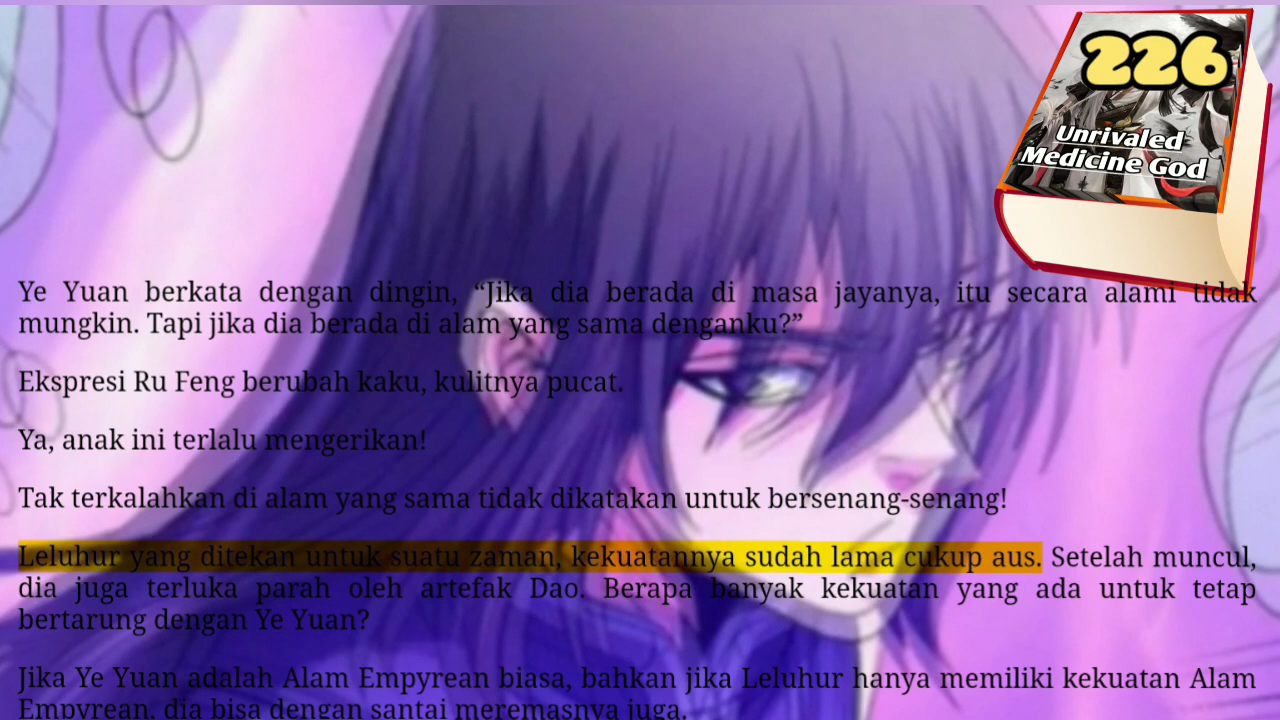 226
Unrivaled
Medicine God
Ye Yuan berkata dengan dingin, “Jika dia berada di masa jayanya, itu secara alami tidak
mungkin. Tapi jika dia berada di alam yang sama denganku?”
Ekspresi Ru Feng berubah kaku, kulitnya pucat.
Ya, anak ini terlalu mengerikan!
Tak terkalahkan di alam yang sama tidak dikatakan untuk bersenang-senang!
Leluhur yang ditekan untuk suatu zaman, kekuatannya sudah lama cukup aus. Setelah muncul,
dia juga terluka parah oleh artefak Dao. Berapa banyak kekuatan yang ada untuk tetap
bertarung dengan Ye Yuan?
Jika Ye Yuan adalah Alam Empyrean biasa, bahkan jika Leluhur hanya memiliki kekuatan Alam
Empyrean, dia bisa dengan santai meremasnya juga.